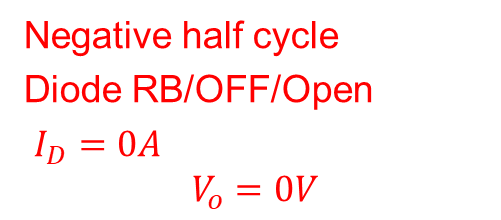 Negative half cycle
Diode RB/OFF/Open
I_D = 0A
V_o = 0V